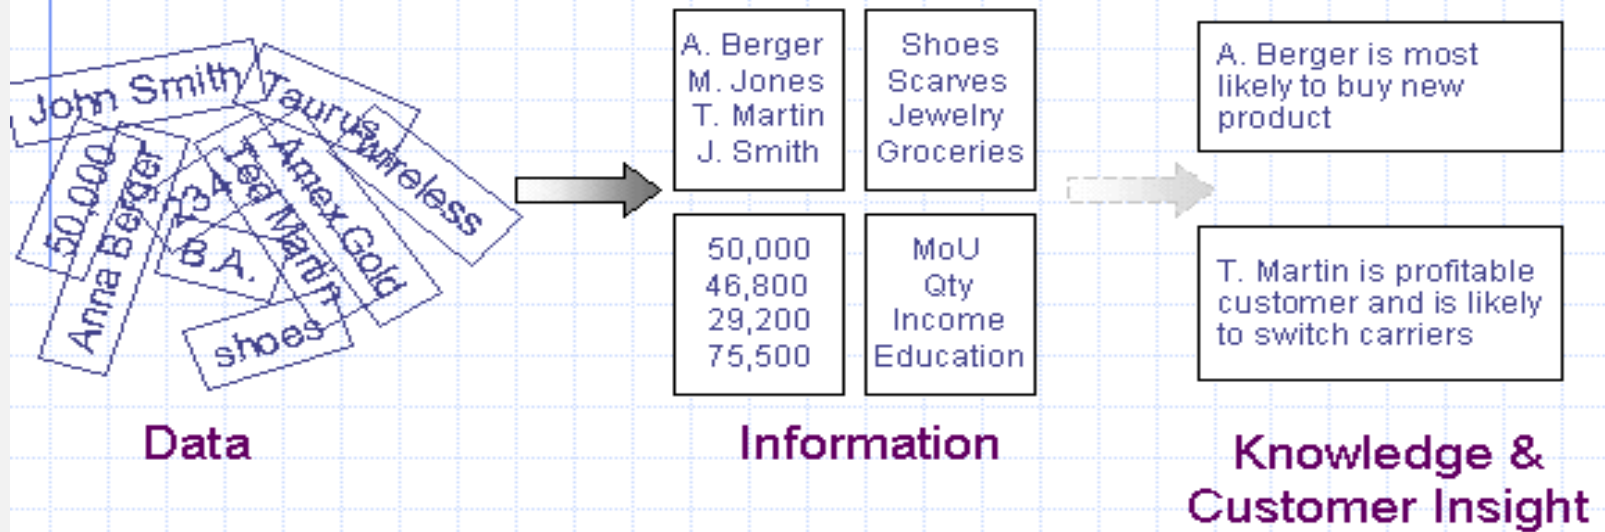 John Smith
Taurus
wireless
50,000
Anna Berger
34
B.A.
Ted Martin
Amex Gold
shoes
Data
A. Berger
M. Jones
T. Martin
J. Smith
Shoes
Scarves
Jewelry
Groceries
50,000
46,800
29,200
75,500
MoU
Qty
Income
Education
Information
A. Berger is most
likely to buy new
product
T. Martin is profitable
customer and is likely
to switch carriers
Knowledge &
Customer Insight